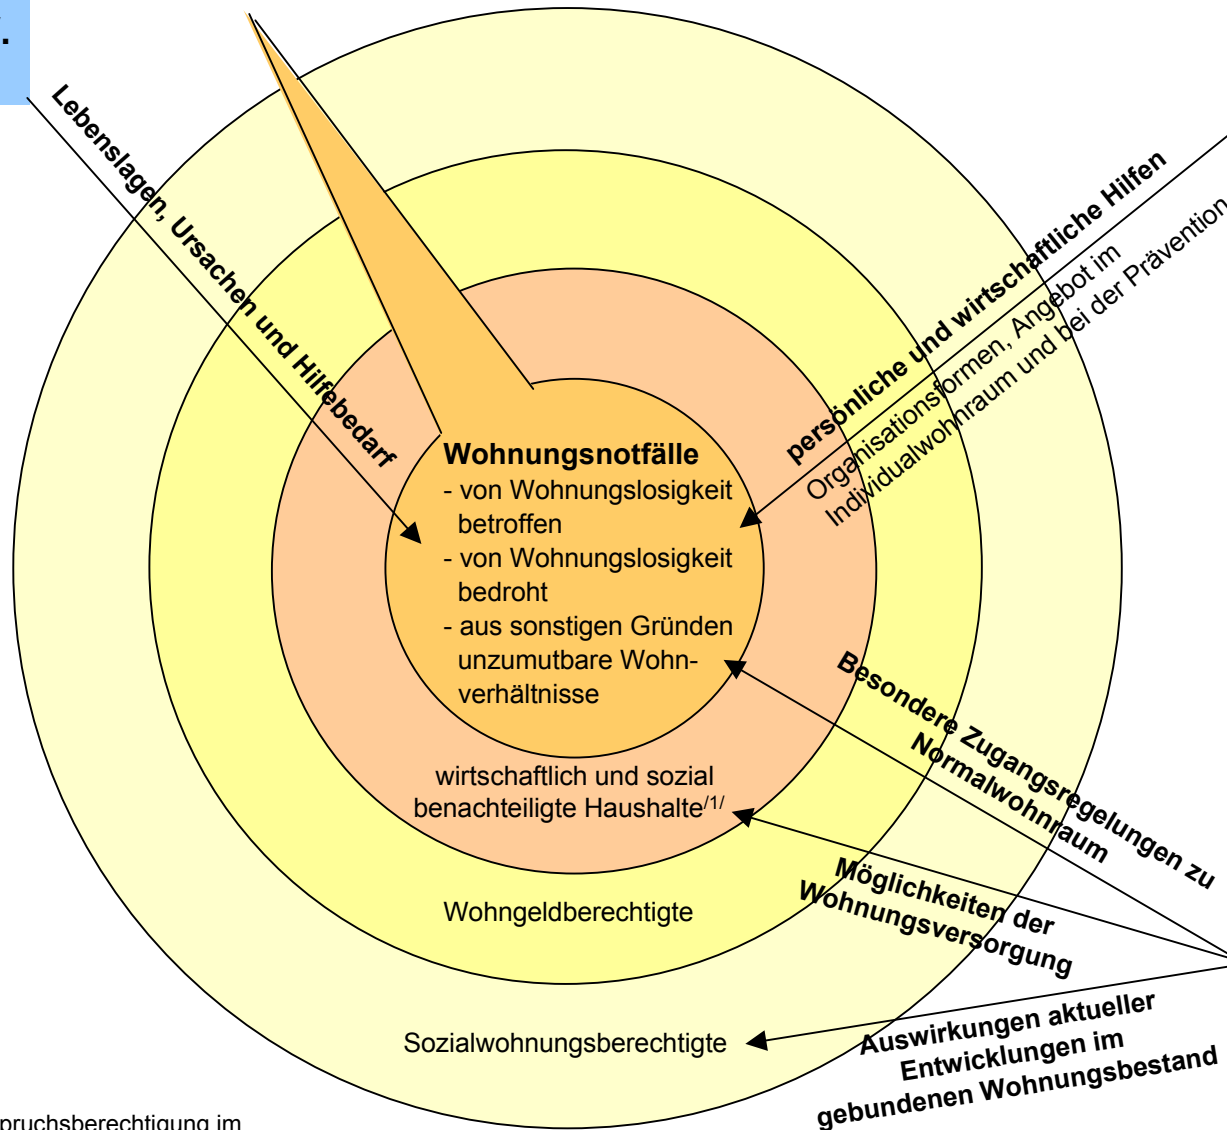 Lebenslagen, Ursachen und Hilfebedarf
persönliche und wirtschaftliche Hilfen
Organisationsformen, Angebot im
Individualwohnraum und bei der Prävention
Wohnungsnotfälle
- von Wohnungslosigkeit
betroffen
- von Wohnungslosigkeit
bedroht
- aus sonstigen Gründen
unzumutbare Wohn-
verhältnisse
wirtschaftlich und sozial
benachteiligte Haushalte/1/
Besondere Zugangsregelungen zu
Normalwohnraum
Möglichkeiten der
Wohnungsversorgung
Wohngeldberechtigte
Sozialwohnungsberechtigte
Auswirkungen aktueller
Entwicklungen im
gebundenen Wohnungsbestand
pruchsberechtigung im